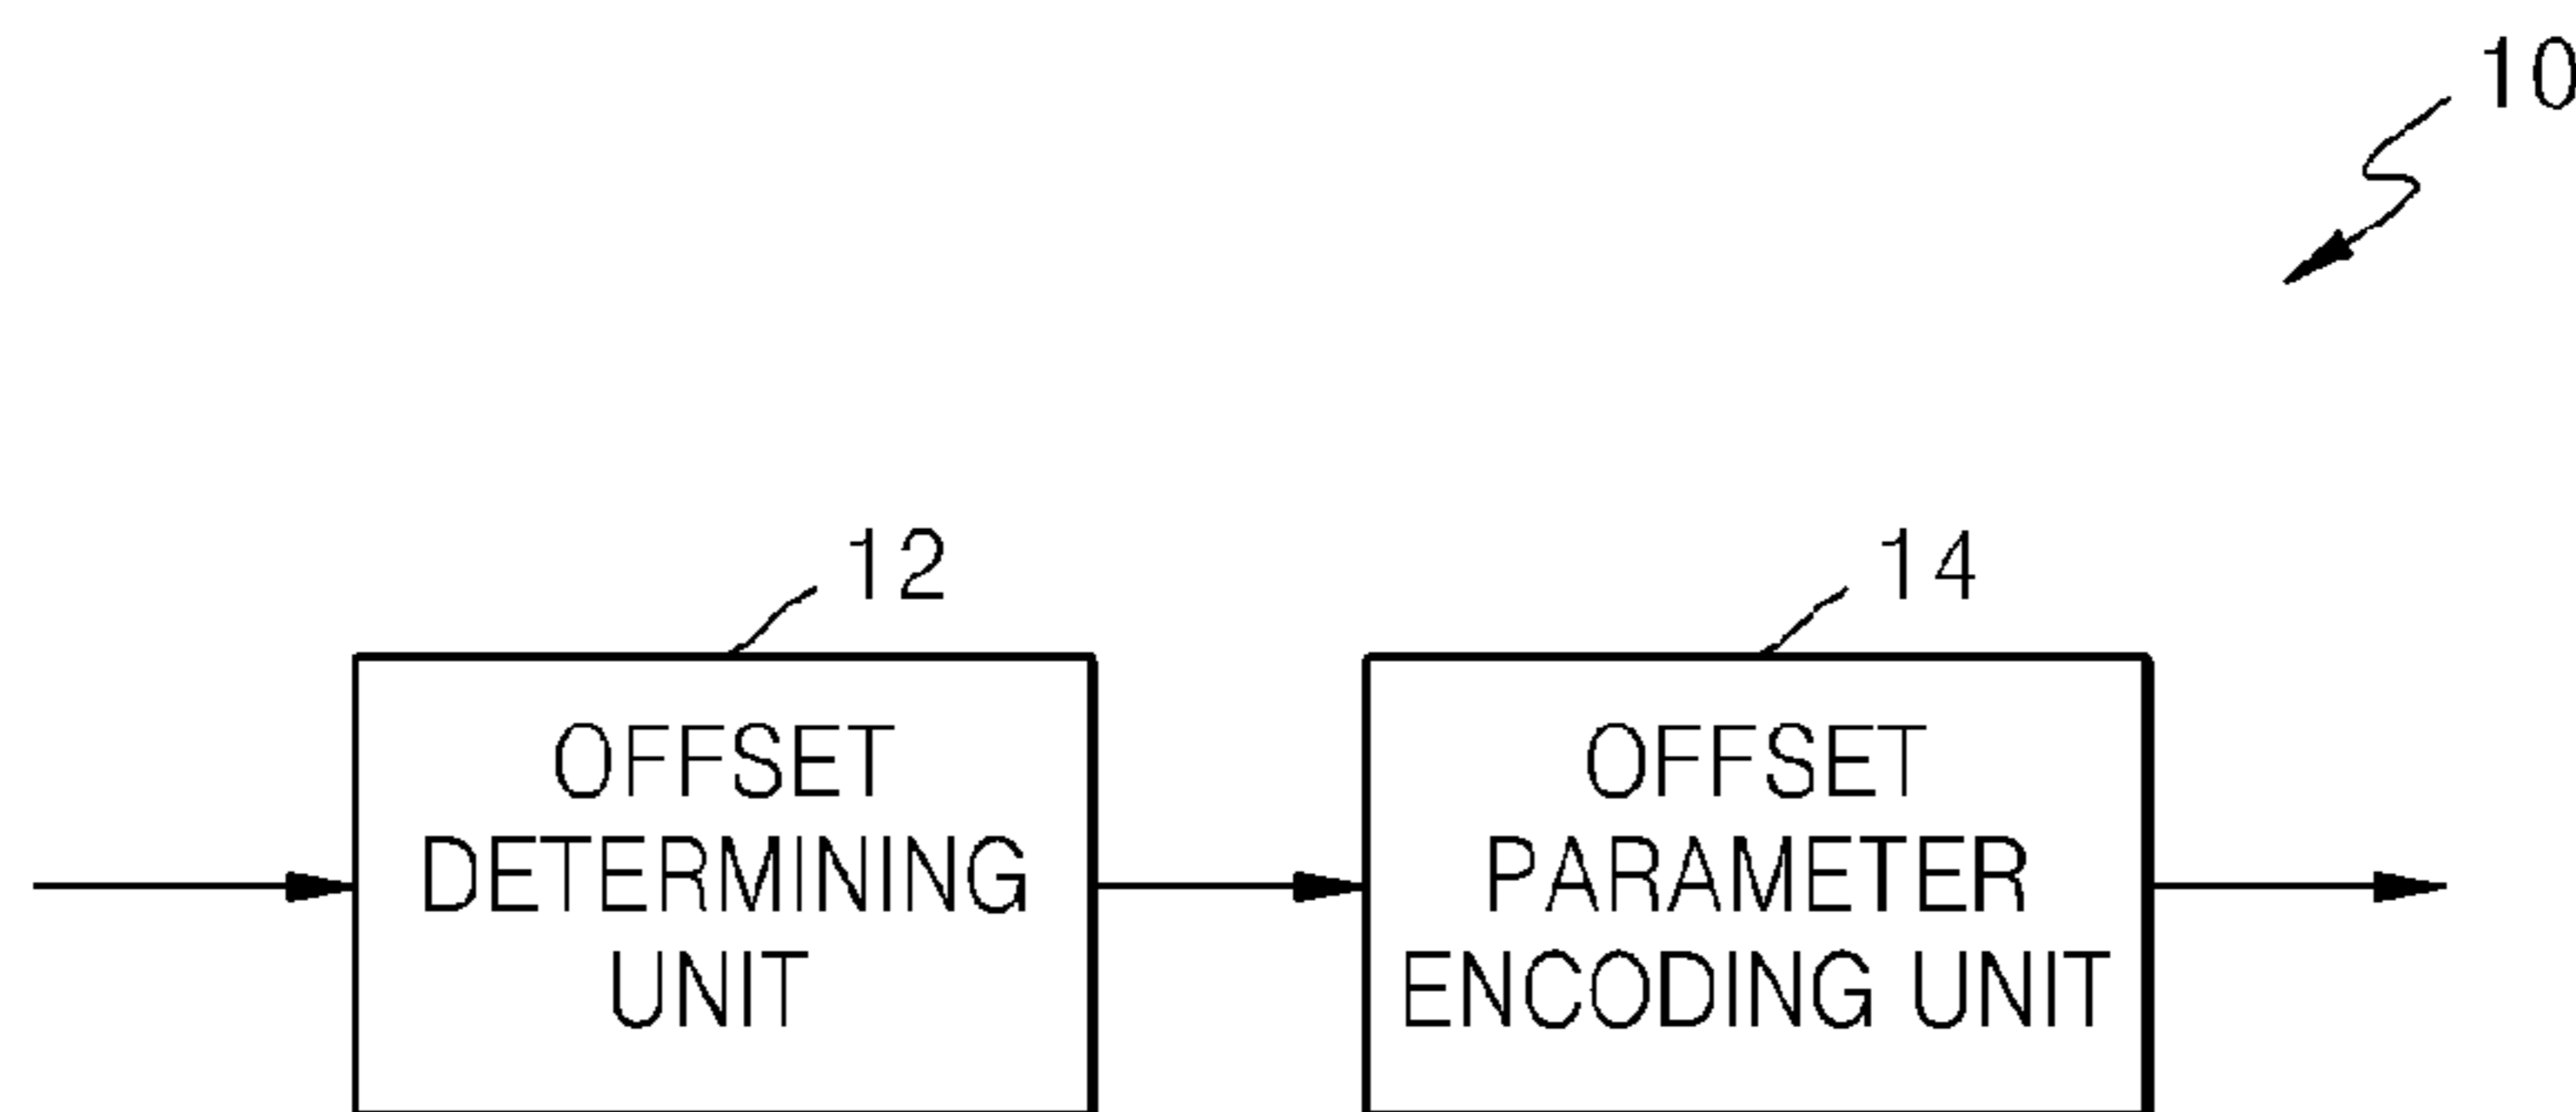 10
12
14
OFFSET
DETERMINING
UNIT
OFFSET
PARAMETER
ENCODING UNIT